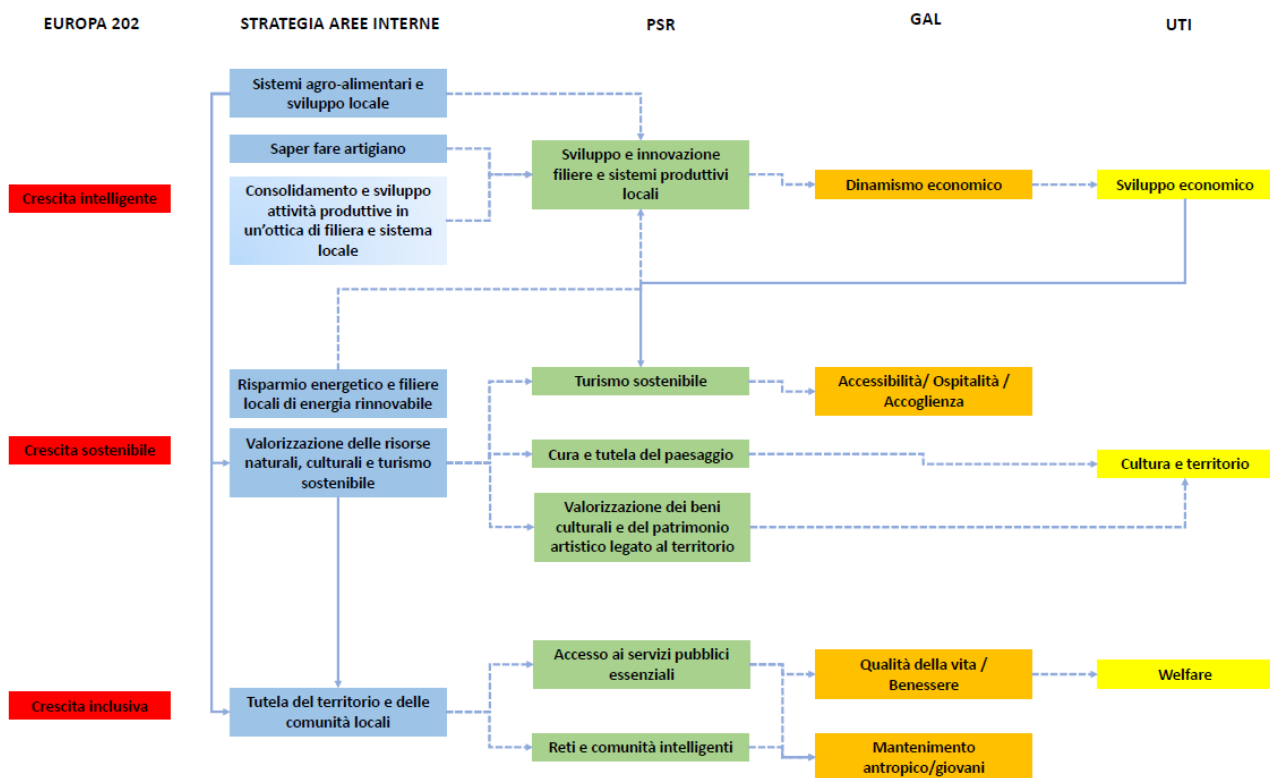 EUROPA 202
STRATEGIA AREE INTERNE
PSR
GAL
UTI
Sistemi agro-alimentari e
sviluppo locale
Saper fare artigiano
Consolidamento e sviluppo
attività produttive in
un'ottica di filiera e sistema
locale
Crescita intelligente
Sviluppo e innovazione
filiere e sistemi produttivi
locali
Dinamismo economico
Sviluppo economico
Risparmio energetico e filiere
locali di energia rinnovabile
Turismo sostenibile
Accessibilità/ Ospitalità /
Accoglienza
Crescita sostenibile
Valorizzazione delle risorse
naturali, culturali e turismo
sostenibile
Cura e tutela del paesaggio
Cultura e territorio
Valorizzazione dei beni
culturali e del patrimonio
artistico legato al territorio
Accesso ai servizi pubblici
essenziali
Qualità della vita /
Benessere
Welfare
Crescita inclusiva
Tutela del territorio e delle
comunità locali
Reti e comunità intelligenti
Mantenimento
antropico/giovani